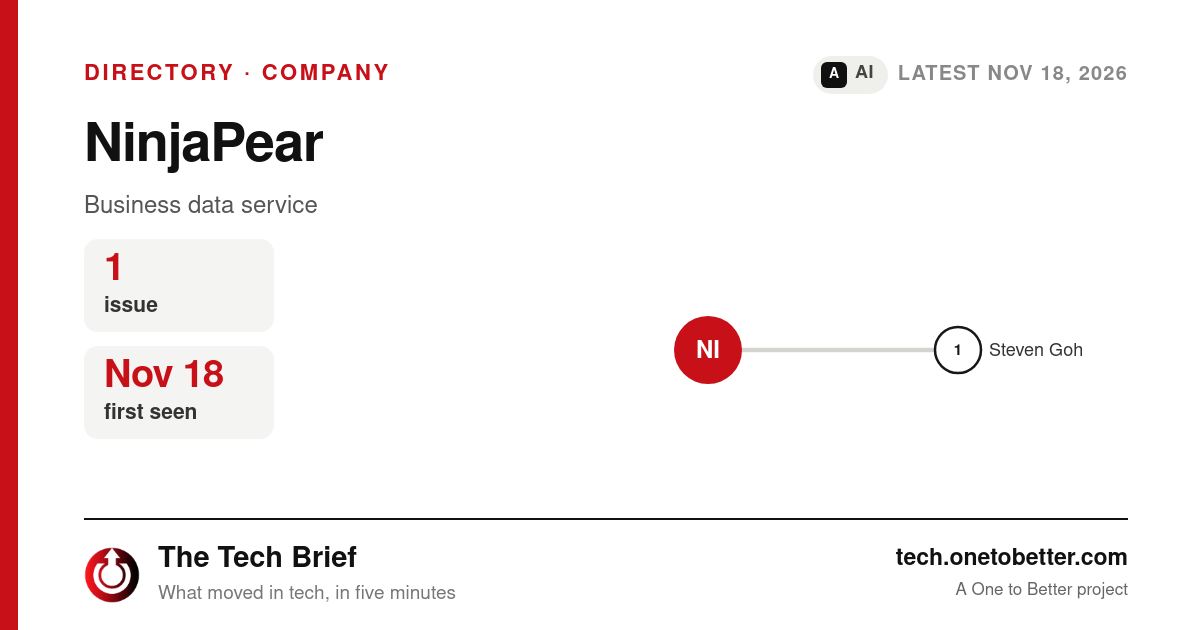 DIRECTORY · COMPANY
A AI LATEST NOV 18, 2026
NinjaPear
Business data service
1
issue
Nov 18
first seen
NI
1 Steven Goh
The Tech Brief
What moved in tech, in five minutes
tech.onetobetter.com
A One to Better project